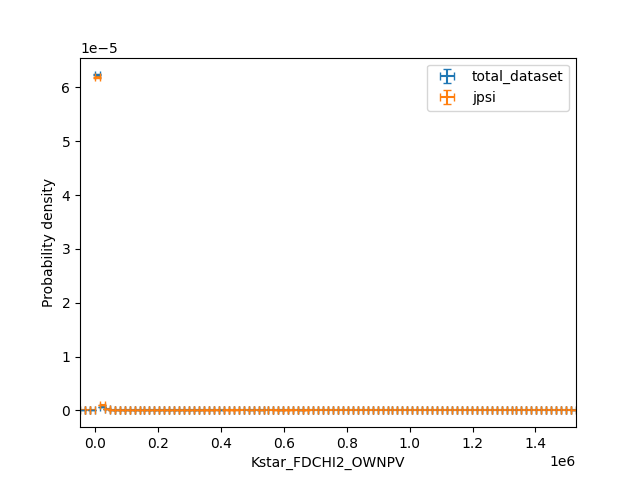 1e−5
total_dataset
jpsi
6
5
4
3
2
1
0
Probability density
0.0 0.2 0.4 0.6 0.8 1.0 1.2 1.4
Kstar_FDCHI2_OWNPV
1e6